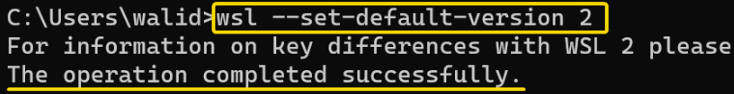 C:\Users\walid>wsl --set-default-version 2
For information on key differences with WSL 2 please
The operation completed successfully.